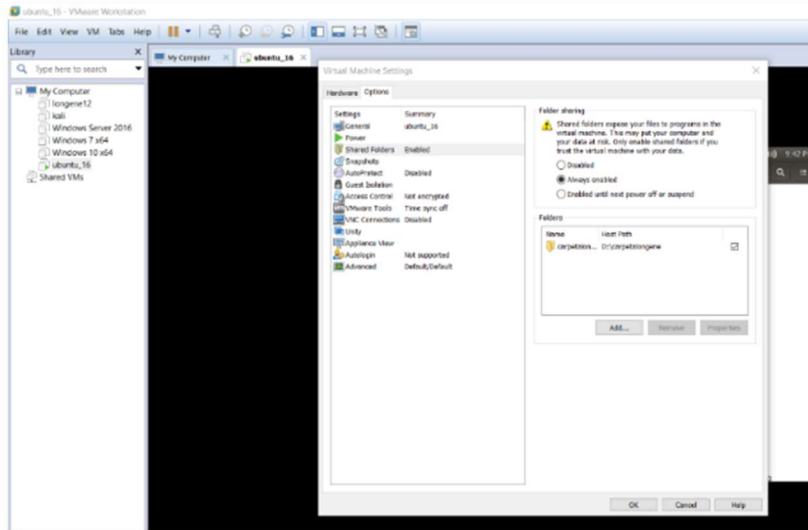 ubuntu_16 - VMware Workstation
File Edit View VM Tabs Help
Library X
Type here to search
My Computer
longene12
kali
Windows Server 2016
Windows 7 x64
Windows 10 x64
ubuntu_16
Shared VMs
My Computer ubuntu_16
Virtual Machine Settings
Hardware Options
Settings Summary
General ubuntu_16
Power
Shared Folders Enabled
Snapshots
AutoProtect Disabled
Guest Isolation
Access Control Not encrypted
VMware Tools Time sync off
VNC Connections Disabled
Unity
Appliance View
Autologin Not supported
Advanced Default/Default
Folder sharing
Shared folders expose your files to programs in the
virtual machine. This may put your computer and
your data at risk. Only enable shared folders if you
trust the virtual machine with your data.
Disabled
Always enabled
Enabled until next power off or suspend
Folders
Name Host Path
Add... Remove Properties
OK Cancel Help
9:42 P